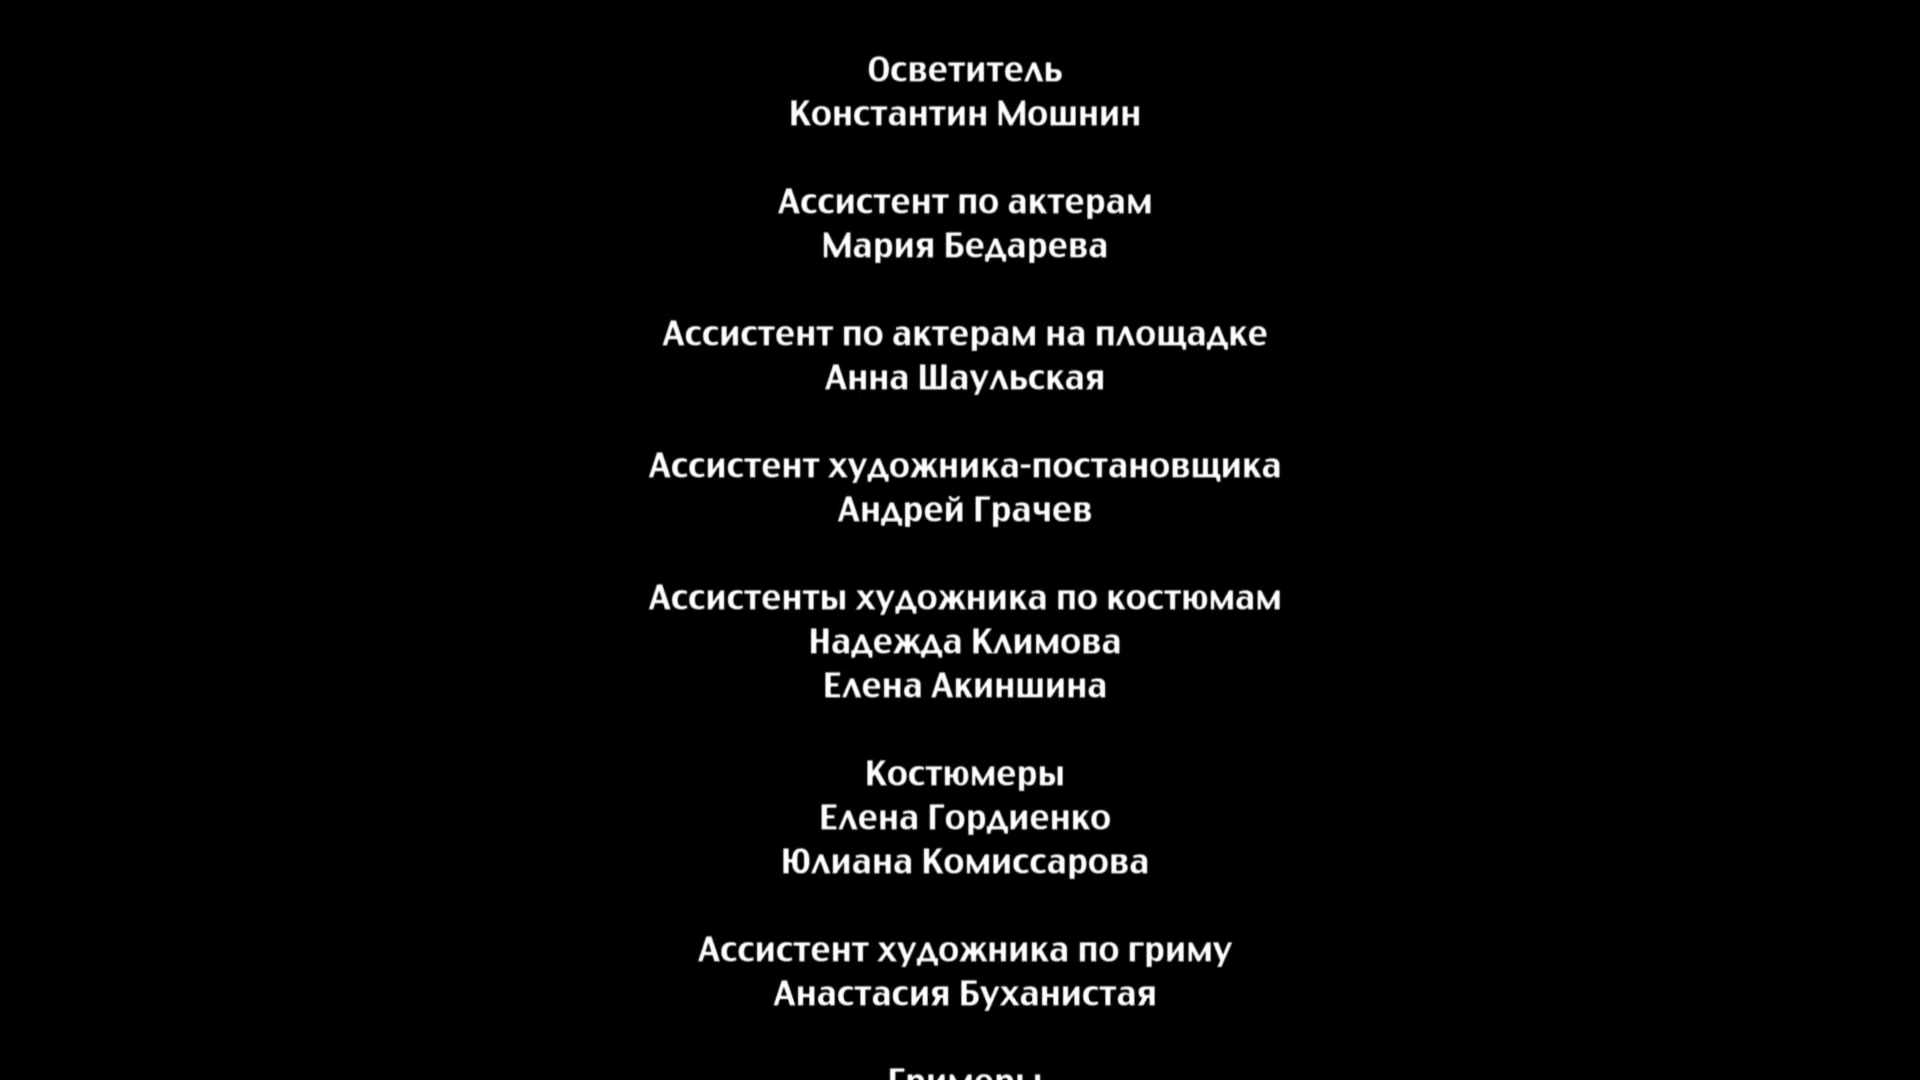 Осветитель
Константин Мошнин
Ассистент по актерам
Мария Бедарева
Ассистент по актерам на площадке
Анна Шаульская
Ассистент художника-постановщика
Андрей Грачев
Ассистенты художника по костюмам
Надежда Климова
Елена Акиншина
Костюмеры
Елена Гордиенко
Юлиана Комиссарова
Ассистент художника по гриму
Анастасия Буханистая
Гримеры